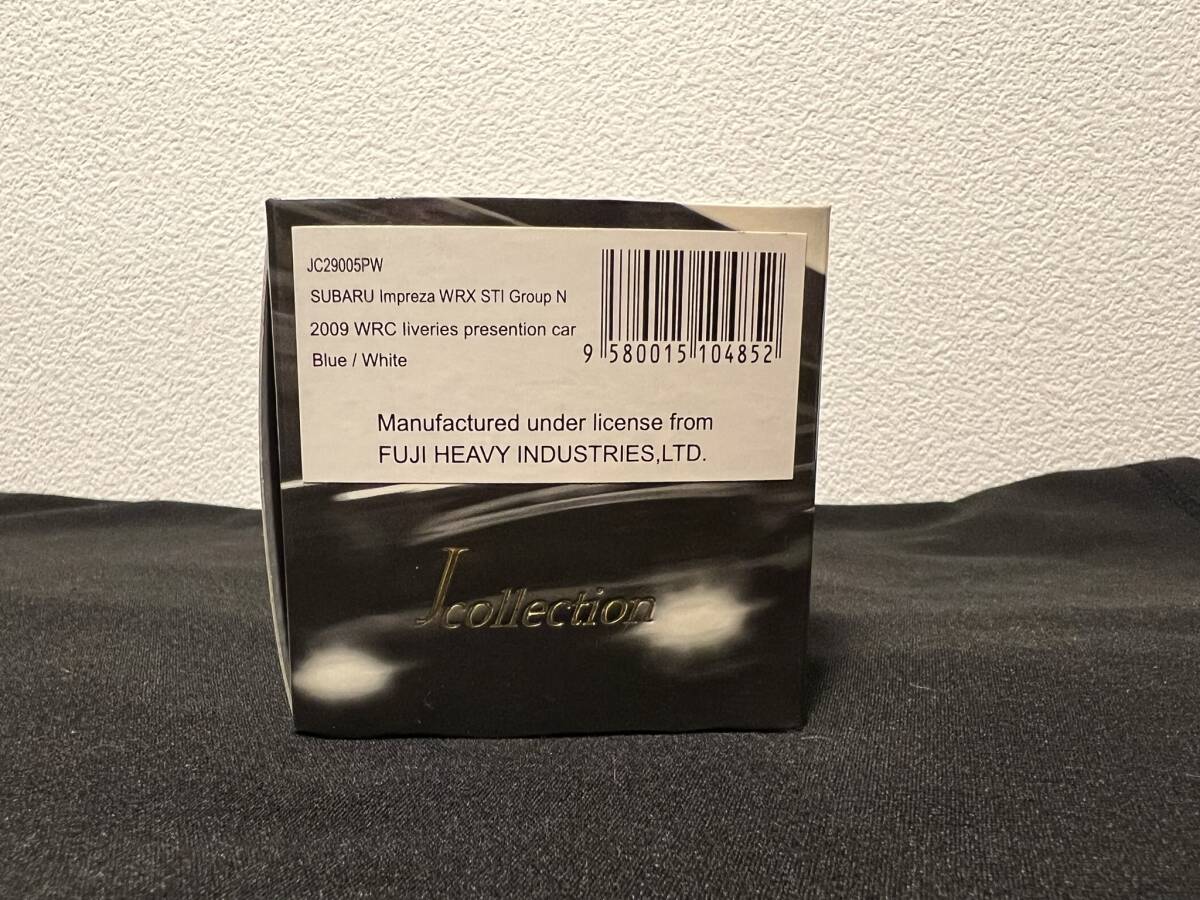 JC29005PW
SUBARU Impreza WRX STI Group N
2009 WRC liveries presention car
Blue / White
9 580015 104852
Manufactured under license from
FUJI HEAVY INDUSTRIES,LTD.
Jcollection